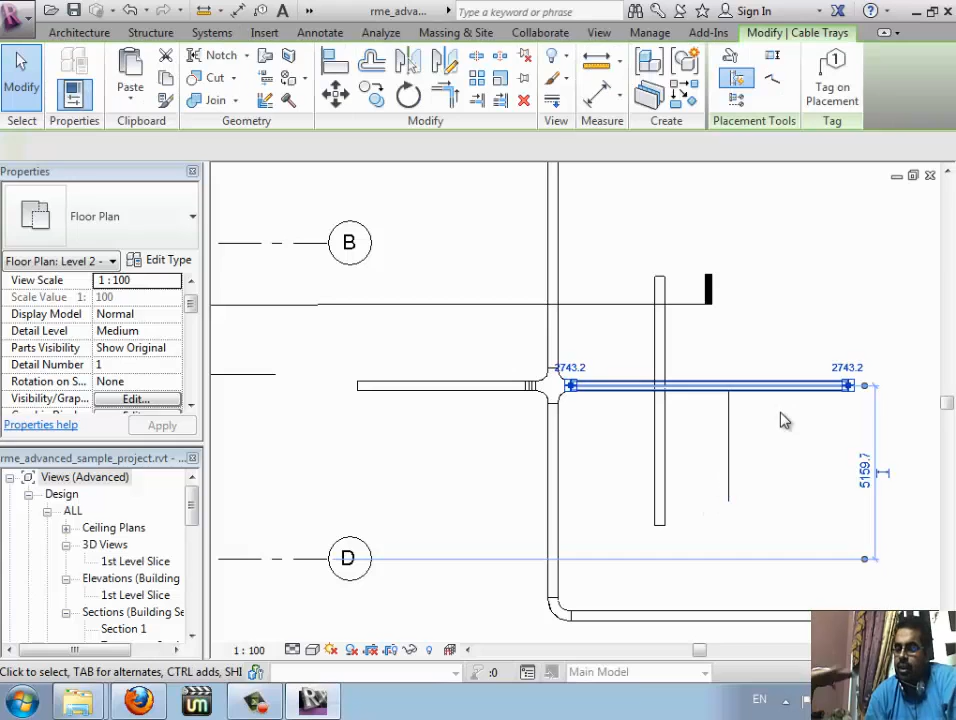 rme_adva...
Type a keyword or phrase
Sign In
Architecture Structure Systems Insert Annotate Analyze Massing & Site Collaborate View Manage Add-Ins Modify | Cable Trays
Modify
Paste
Notch
Cut
Join
Tag on
Placement
Select Properties Clipboard Geometry Modify View Measure Create Placement Tools Tag
Properties
Floor Plan
Floor Plan: Level 2 - Edit Type
View Scale 1 : 100
Scale Value 1: 100
Display Model Normal
Detail Level Medium
Parts Visibility Show Original
Detail Number 1
Rotation on S... None
Visibility/Grap... Edit...
Properties help Apply
rme_advanced_sample_project.rvt - ...
Views (Advanced)
Design
ALL
Ceiling Plans
3D Views
1st Level Slice
Elevations (Building
1st Level Slice
Sections (Building Se
Section 1
B
D
2743.2 2743.2
5159.7
1 : 100
Click to select, TAB for alternates, CTRL adds, SHI
:0
Main Model
EN